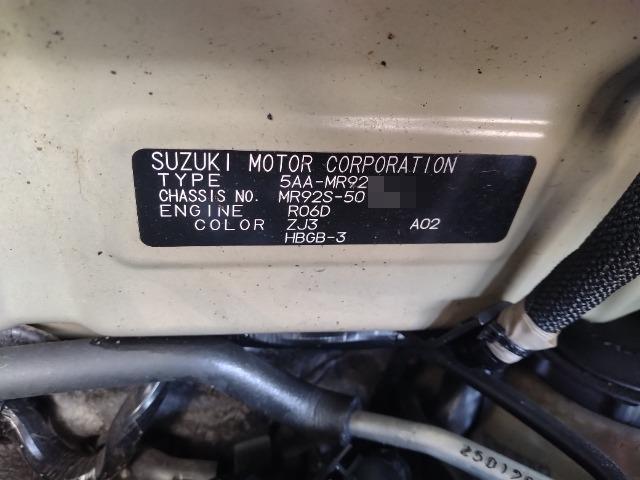 SUZUKI MOTOR CORPORATION
TYPE 5AA-MR92
CHASSIS NO. MR92S-50
ENGINE R06D
COLOR ZJ3 A02
HBGB-3